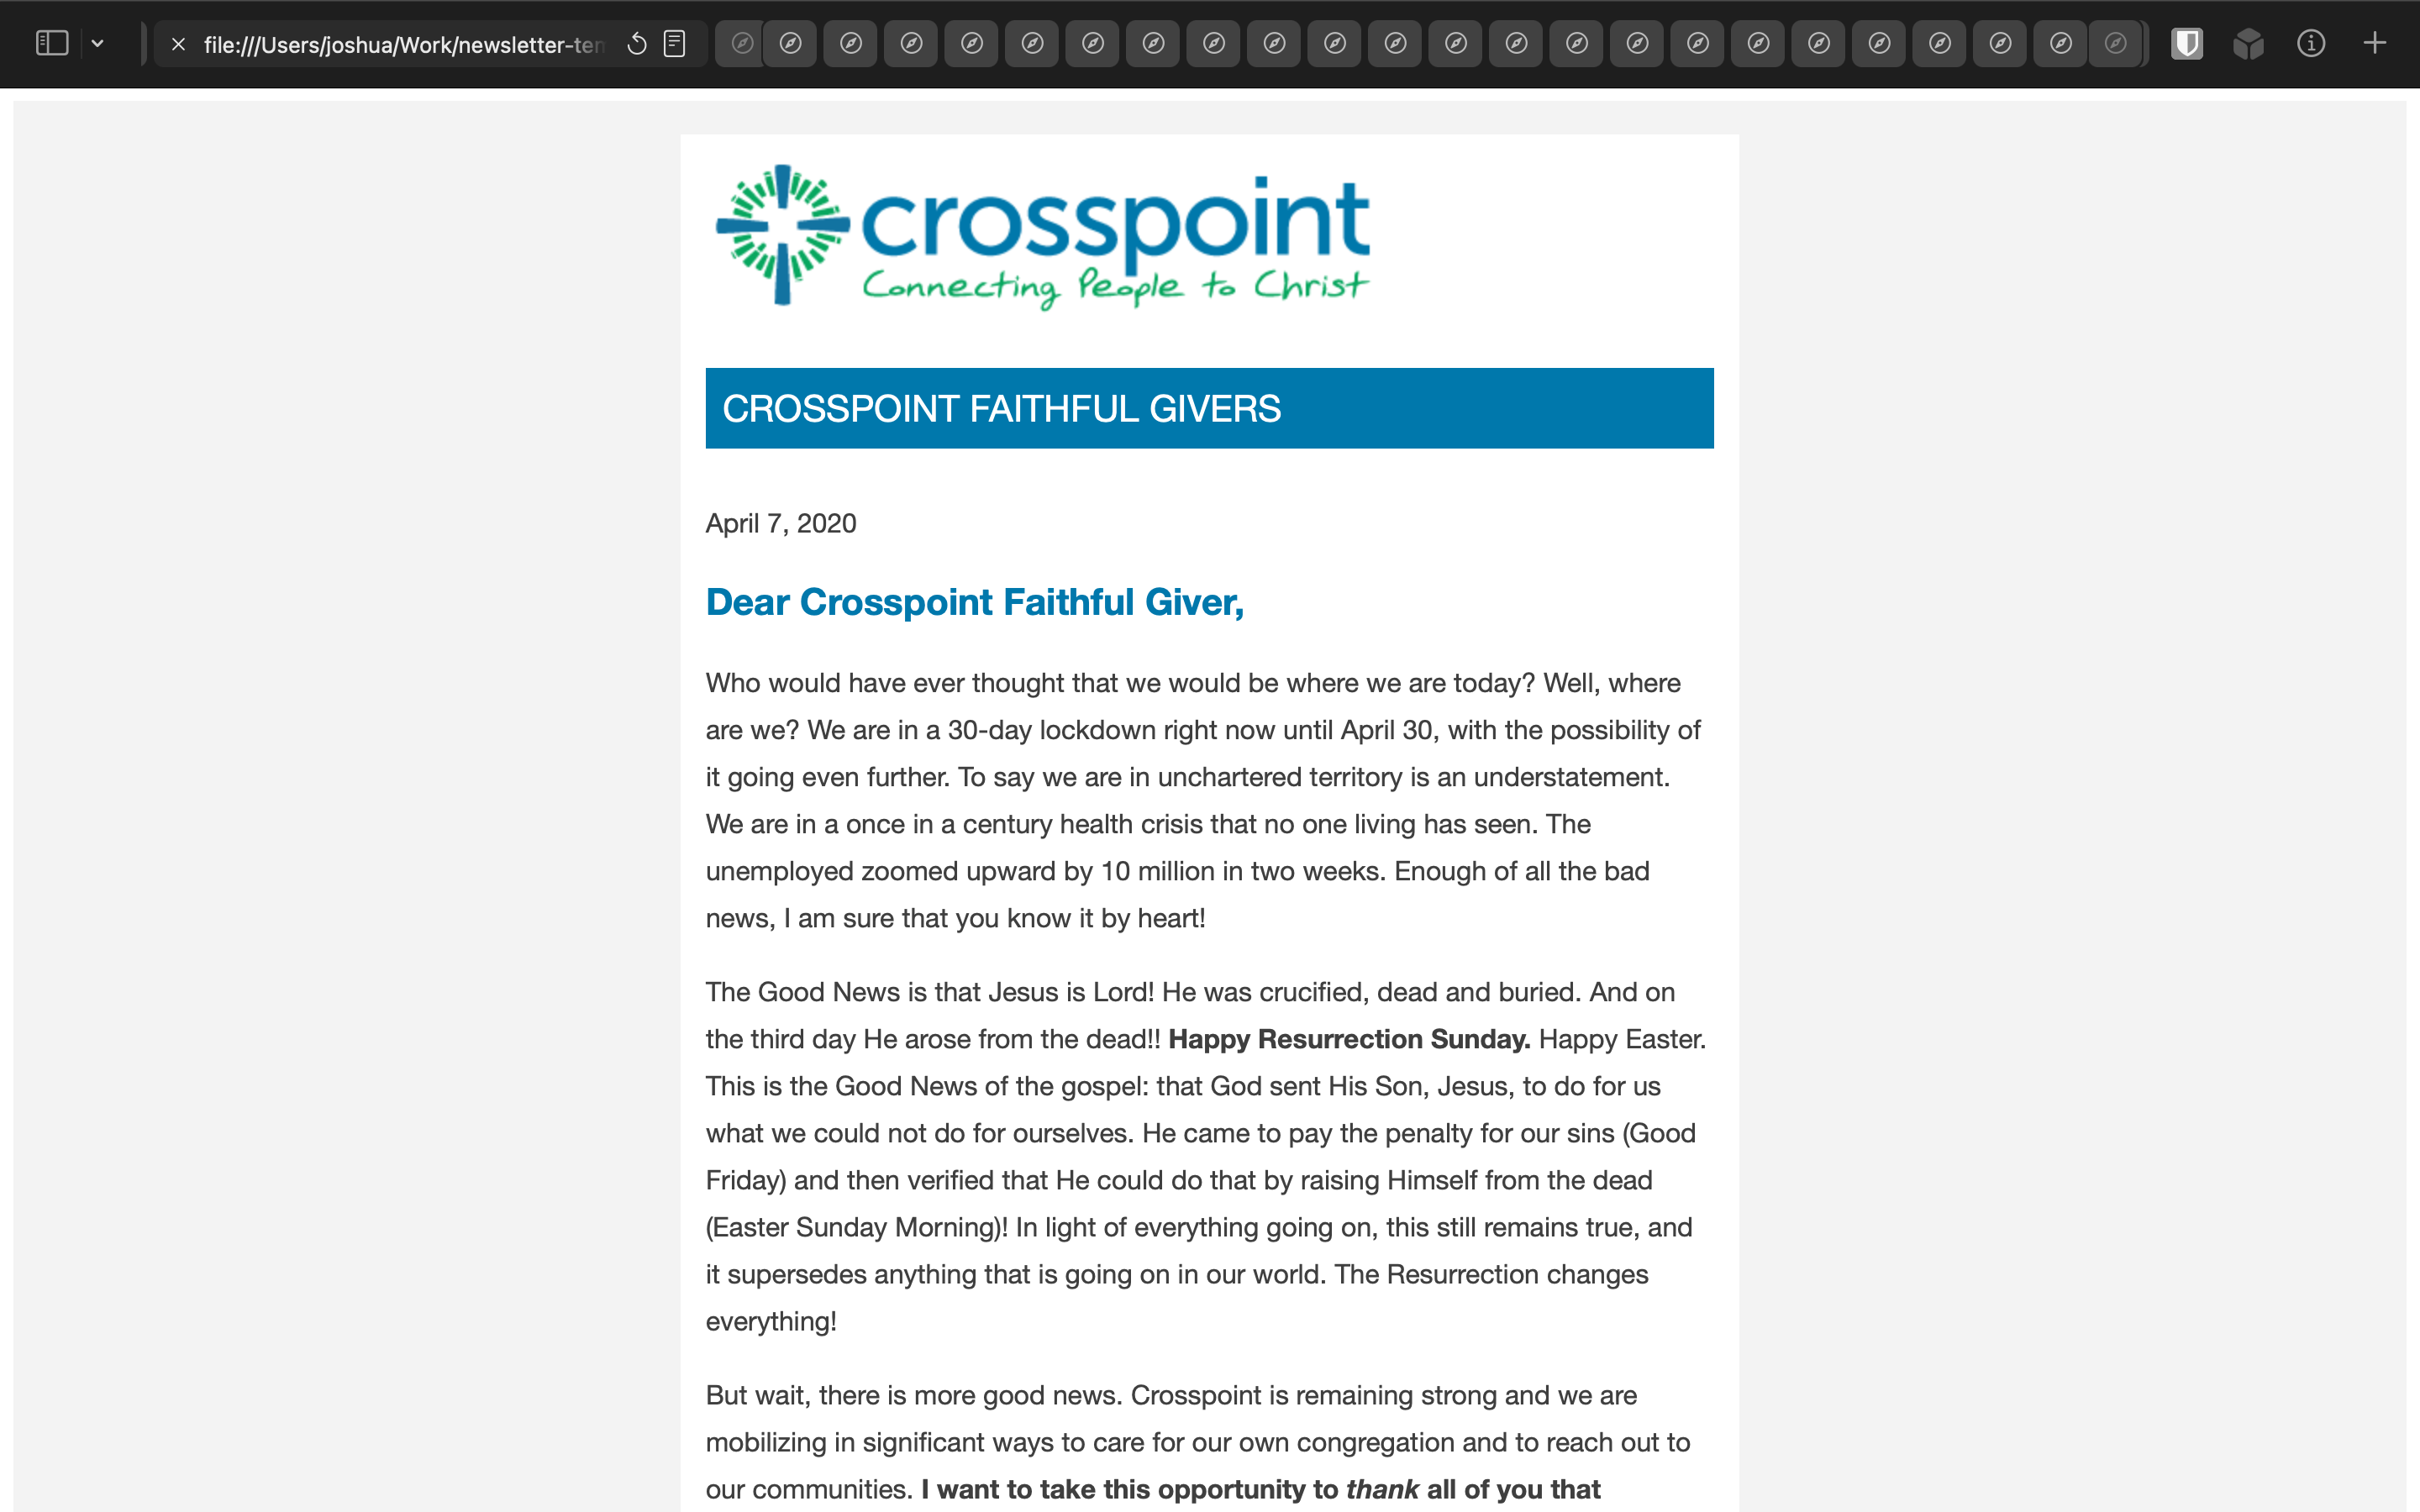 file:///Users/joshua/Work/newsletter-ten
crosspoint
Connecting People to Christ
CROSSPOINT FAITHFUL GIVERS
April 7, 2020
Dear Crosspoint Faithful Giver,
Who would have ever thought that we would be where we are today? Well, where
are we? We are in a 30-day lockdown right now until April 30, with the possibility of
it going even further. To say we are in unchartered territory is an understatement.
We are in a once in a century health crisis that no one living has seen. The
unemployed zoomed upward by 10 million in two weeks. Enough of all the bad
news, I am sure that you know it by heart!
The Good News is that Jesus is Lord! He was crucified, dead and buried. And on
the third day He arose from the dead!! Happy Resurrection Sunday. Happy Easter.
This is the Good News of the gospel: that God sent His Son, Jesus, to do for us
what we could not do for ourselves. He came to pay the penalty for our sins (Good
Friday) and then verified that He could do that by raising Himself from the dead
(Easter Sunday Morning)! In light of everything going on, this still remains true, and
it supersedes anything that is going on in our world. The Resurrection changes
everything!
But wait, there is more good news. Crosspoint is remaining strong and we are
mobilizing in significant ways to care for our own congregation and to reach out to
our communities. I want to take this opportunity to thank all of you that